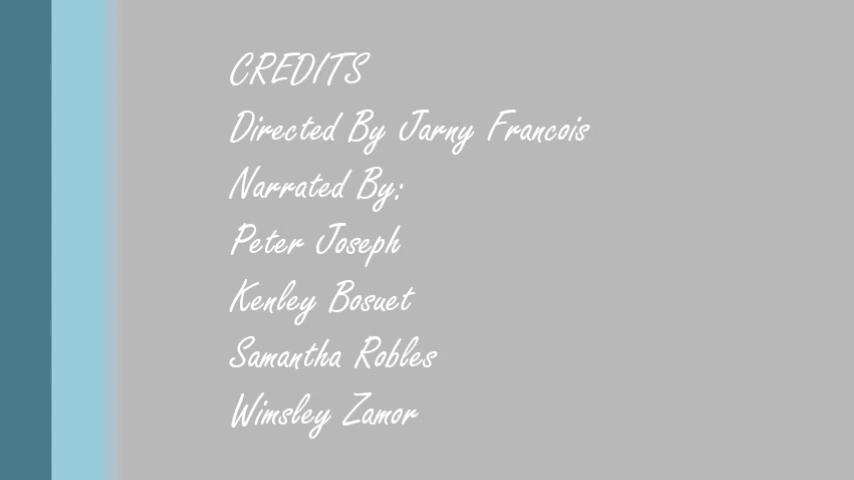 CREDITS
Directed By Jarny Francois
Narrated By:
Peter Joseph
Kenley Bosuet
Samantha Robles
Wimsley Zamor